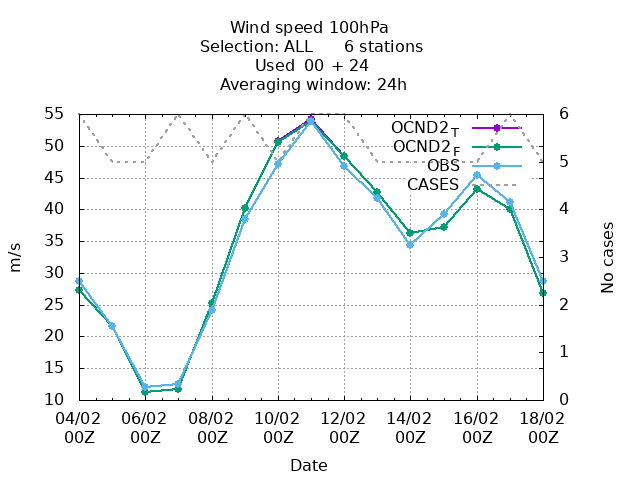 Wind speed 100hPa
Selection: ALL 6 stations
Used 00 + 24
Averaging window: 24h
55
50
45
40
35
30
25
20
15
10
m/s
6
5
4
3
2
1
0
No cases
OCND2T
OCND2F
OBS
CASES
04/02 06/02 08/02 10/02 12/02 14/02 16/02 18/02
00Z 00Z 00Z 00Z 00Z 00Z 00Z 00Z
Date